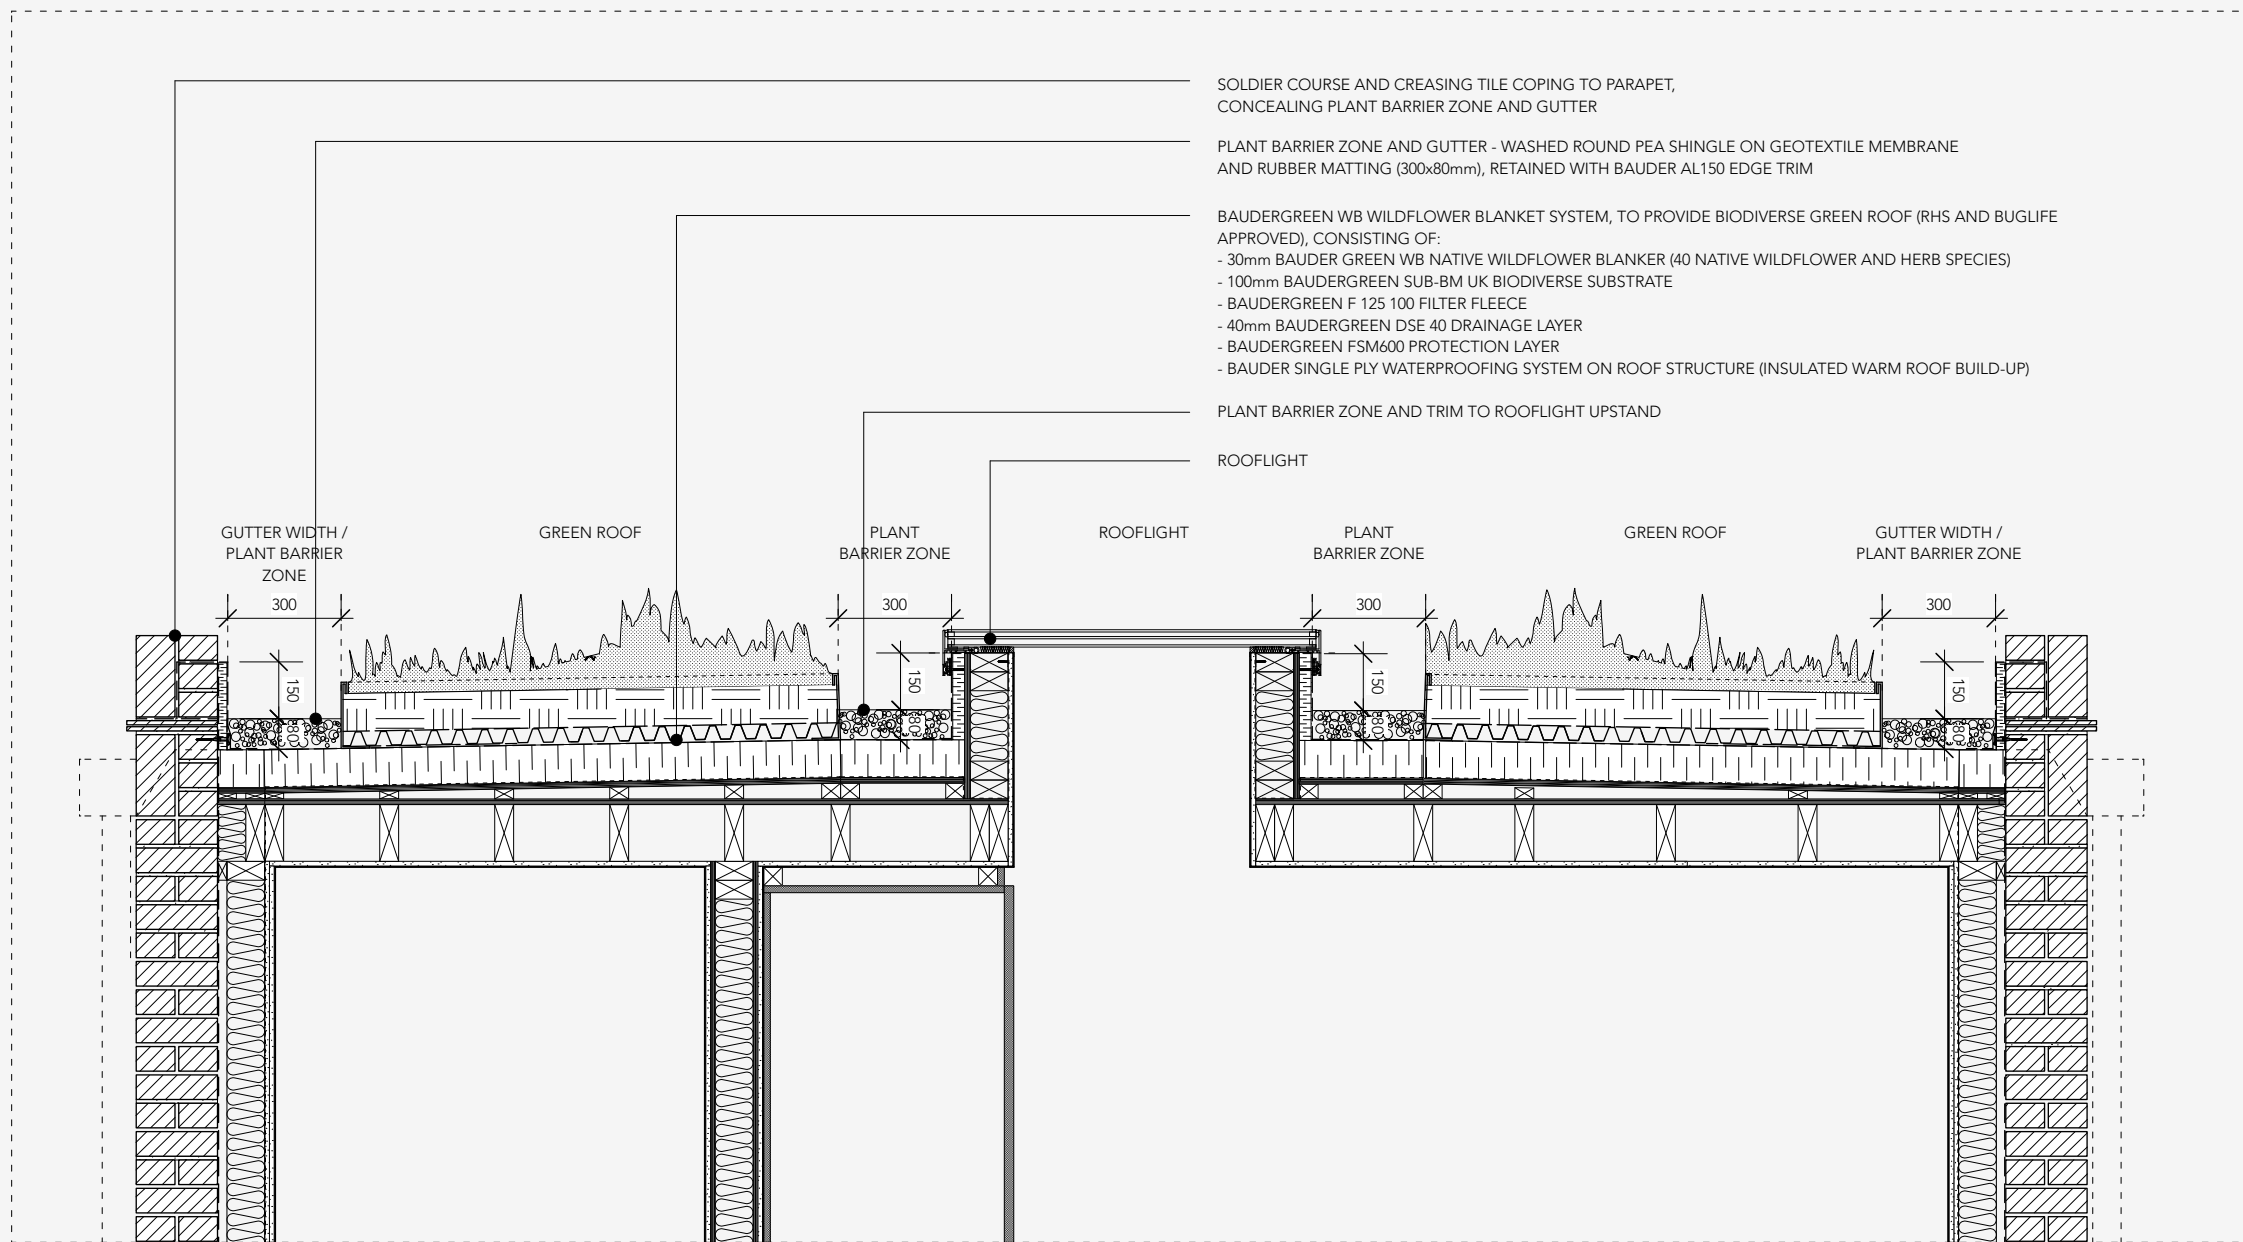 SOLDIER COURSE AND CREASING TILE COPING TO PARAPET,
CONCEALING PLANT BARRIER ZONE AND GUTTER
PLANT BARRIER ZONE AND GUTTER - WASHED ROUND PEA SHINGLE ON GEOTEXTILE MEMBRANE
AND RUBBER MATTING (300x80mm), RETAINED WITH BAUDER AL150 EDGE TRIM
BAUDERGREEN WB WILDFLOWER BLANKET SYSTEM, TO PROVIDE BIODIVERSE GREEN ROOF (RHS AND BUGLIFE
APPROVED), CONSISTING OF:
- 30mm BAUDER GREEN WB NATIVE WILDFLOWER BLANKER (40 NATIVE WILDFLOWER AND HERB SPECIES)
- 100mm BAUDERGREEN SUB-BM UK BIODIVERSE SUBSTRATE
- BAUDERGREEN F 125 100 FILTER FLEECE
- 40mm BAUDERGREEN DSE 40 DRAINAGE LAYER
- BAUDERGREEN FSM600 PROTECTION LAYER
- BAUDER SINGLE PLY WATERPROOFING SYSTEM ON ROOF STRUCTURE (INSULATED WARM ROOF BUILD-UP)
PLANT BARRIER ZONE AND TRIM TO ROOFLIGHT UPSTAND
ROOFLIGHT
GUTTER WIDTH /
PLANT BARRIER
ZONE
GREEN ROOF
PLANT
BARRIER ZONE
ROOFLIGHT
PLANT
BARRIER ZONE
GREEN ROOF
GUTTER WIDTH /
PLANT BARRIER ZONE
300
300
300
300
150
150
150
150
(80)
(80)
(80)
(80)